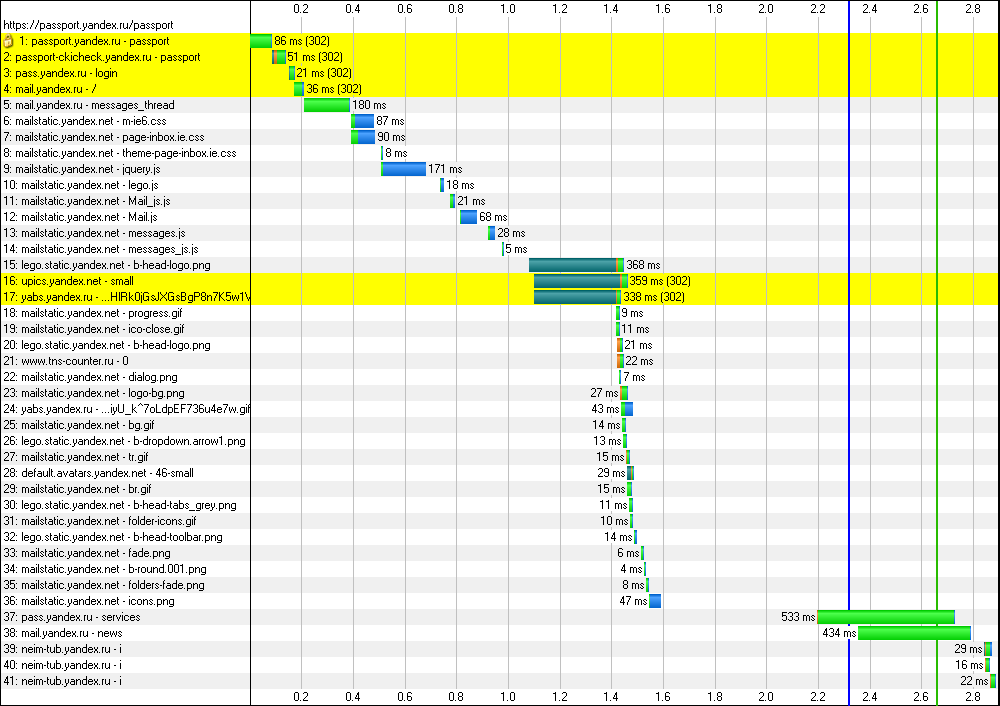 0.2 0.4 0.6 0.8 1.0 1.2 1.4 1.6 1.8 2.0 2.2 2.4 2.6 2.8
https://passport.yandex.ru/passport
1: passport.yandex.ru - passport 86 ms (302)
2: passport-ckicheck.yandex.ru - passport 51 ms (302)
3: pass.yandex.ru - login 21 ms (302)
4: mail.yandex.ru - / 36 ms (302)
5: mail.yandex.ru - messages_thread 180 ms
6: mailstatic.yandex.net - m-ie6.css 87 ms
7: mailstatic.yandex.net - page-inbox.ie.css 90 ms
8: mailstatic.yandex.net - theme-page-inbox.ie.css 8 ms
9: mailstatic.yandex.net - jquery.js 171 ms
10: mailstatic.yandex.net - lego.js 18 ms
11: mailstatic.yandex.net - Mail_js.js 21 ms
12: mailstatic.yandex.net - Mail.js 68 ms
13: mailstatic.yandex.net - messages.js 28 ms
14: mailstatic.yandex.net - messages_js.js 5 ms
15: lego.static.yandex.net - b-head-logo.png 368 ms
16: upics.yandex.net - small 359 ms (302)
17: yabs.yandex.ru - ...HIRk0jGsJXGsBgP8n7K5w1\ 338 ms (302)
18: mailstatic.yandex.net - progress.gif 9 ms
19: mailstatic.yandex.net - ico-close.gif 11 ms
20: lego.static.yandex.net - b-head-logo.png 21 ms
21: www.tns-counter.ru - 0 22 ms
22: mailstatic.yandex.net - dialog.png 7 ms
23: mailstatic.yandex.net - logo-bg.png 27 ms
24: yabs.yandex.ru - ...iyU_k^7oLdpEF736u4e7w.gif 43 ms
25: mailstatic.yandex.net - bg.gif 14 ms
26: lego.static.yandex.net - b-dropdown.arrow1.png 13 ms
27: mailstatic.yandex.net - tr.gif 15 ms
28: default.avatars.yandex.net - 46-small 29 ms
29: mailstatic.yandex.net - br.gif 15 ms
30: lego.static.yandex.net - b-head-tabs_grey.png 11 ms
31: mailstatic.yandex.net - folder-icons.gif 10 ms
32: lego.static.yandex.net - b-head-toolbar.png 14 ms
33: mailstatic.yandex.net - fade.png 6 ms
34: mailstatic.yandex.net - b-round.001.png 4 ms
35: mailstatic.yandex.net - folders-fade.png 8 ms
36: mailstatic.yandex.net - icons.png 47 ms
37: pass.yandex.ru - services 533 ms
38: mail.yandex.ru - news 434 ms
39: neim-tub.yandex.ru - i 29 ms
40: neim-tub.yandex.ru - i 16 ms
41: neim-tub.yandex.ru - i 22 ms
0.2 0.4 0.6 0.8 1.0 1.2 1.4 1.6 1.8 2.0 2.2 2.4 2.6 2.8